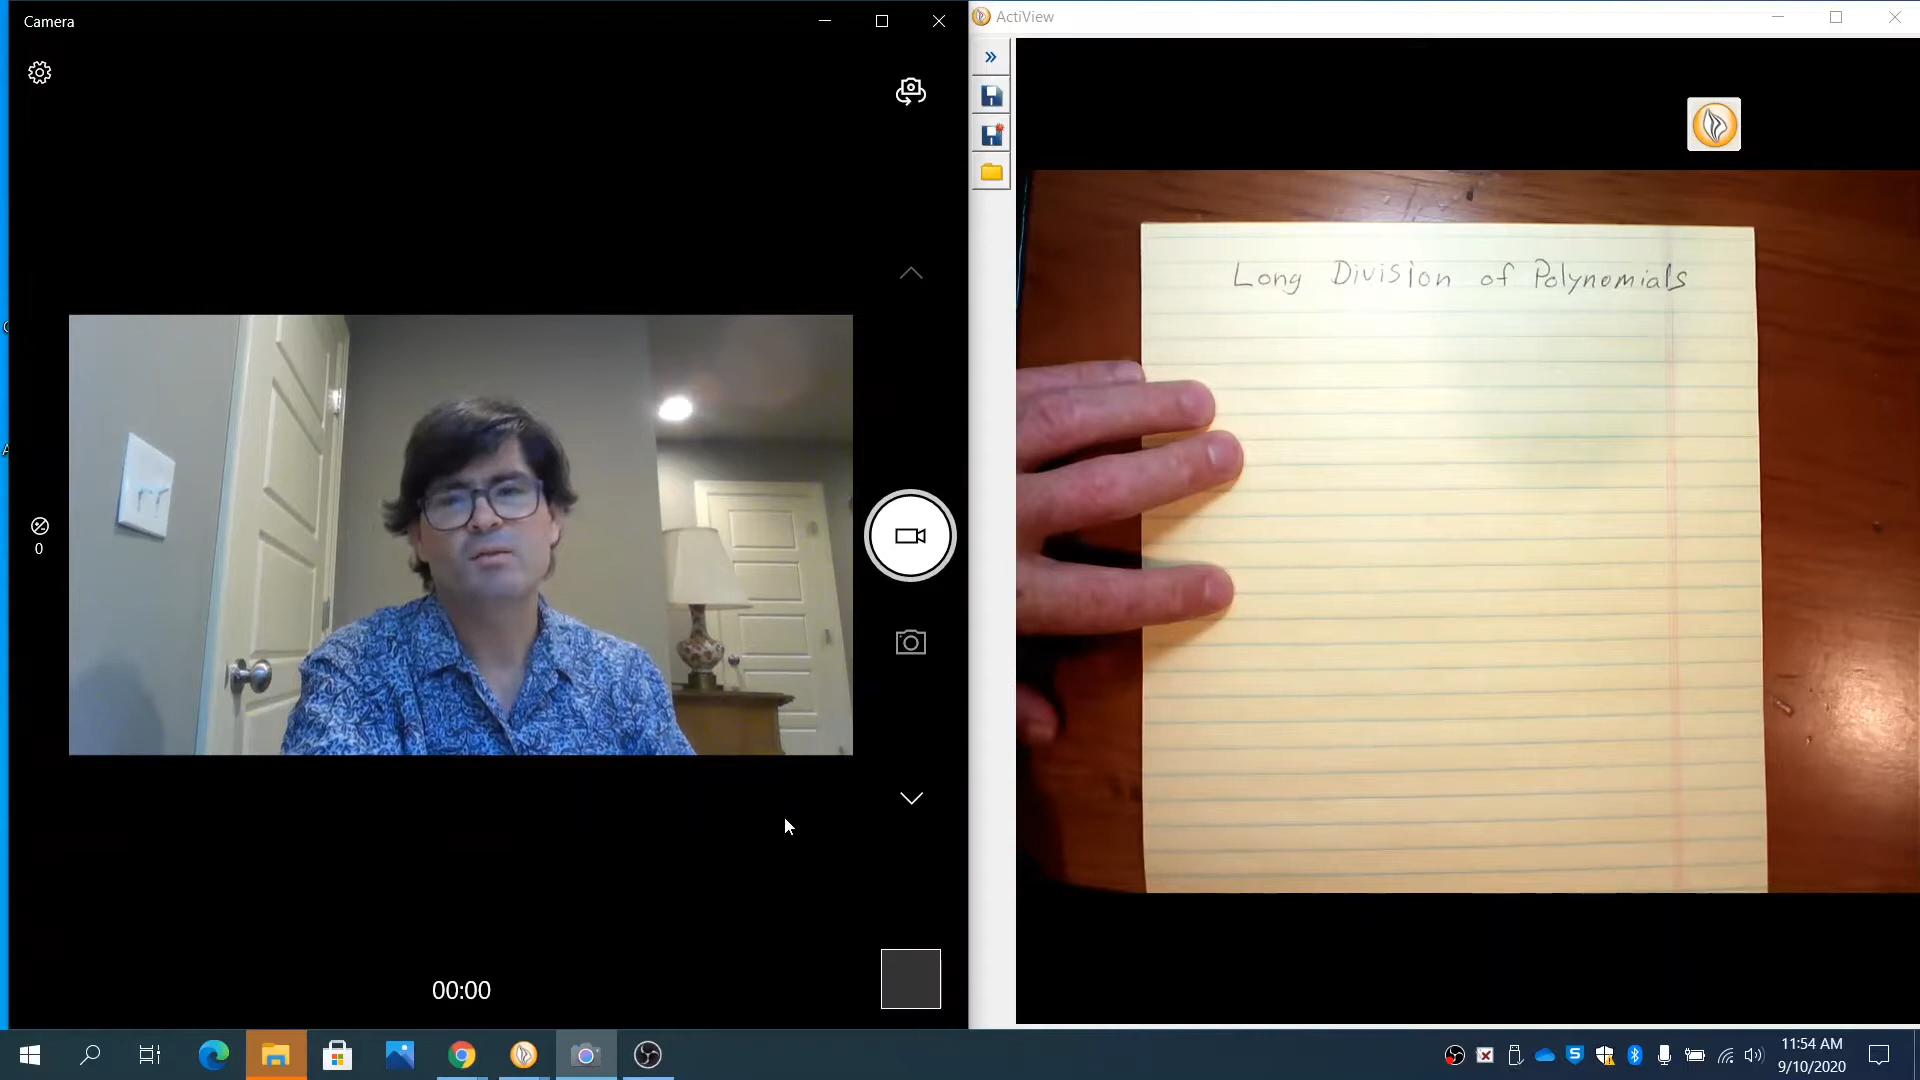 Camera
ActiView
Long Division of Polynomials
0
00:00
11:54 AM
9/10/2020